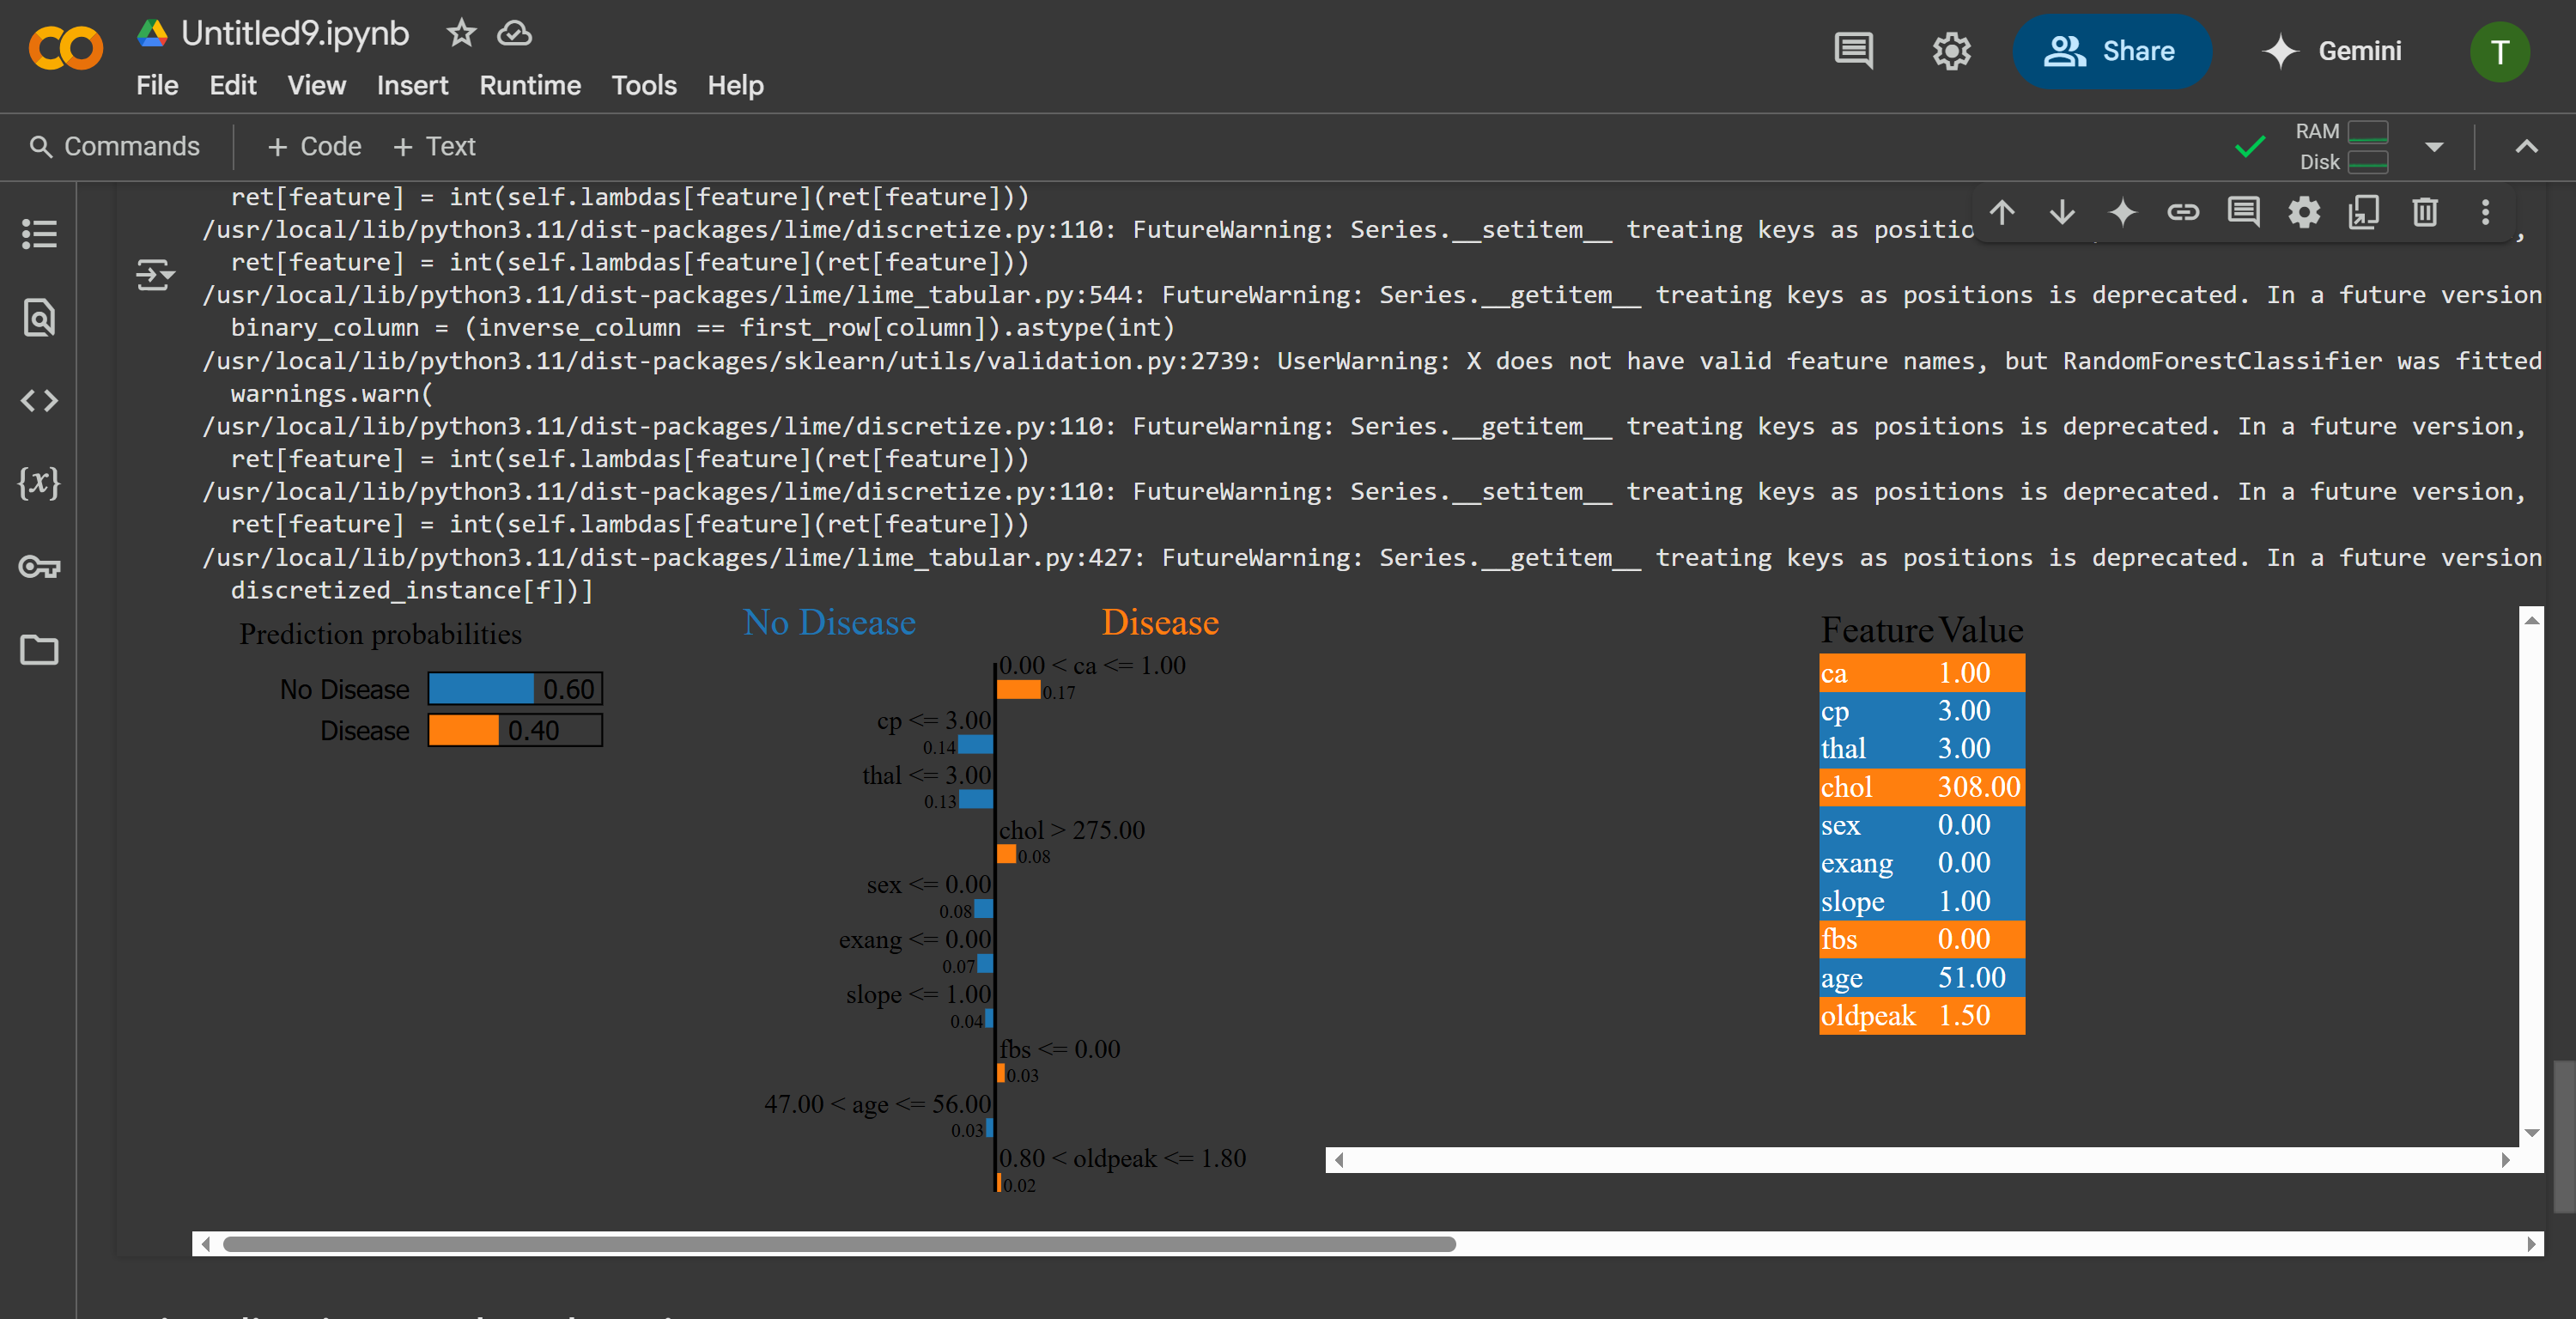 Untitled9.ipynb
Share
Gemini
T
File Edit View Insert Runtime Tools Help
Commands + Code + Text
RAM
Disk
ret[feature] = int(self.lambdas[feature](ret[feature]))
/usr/local/lib/python3.11/dist-packages/lime/discretize.py:110: FutureWarning: Series.__setitem__ treating keys as positio
ret[feature] = int(self.lambdas[feature](ret[feature]))
/usr/local/lib/python3.11/dist-packages/lime/lime_tabular.py:544: FutureWarning: Series.__getitem__ treating keys as positions is deprecated. In a future version
binary_column = (inverse_column == first_row[column]).astype(int)
/usr/local/lib/python3.11/dist-packages/sklearn/utils/validation.py:2739: UserWarning: X does not have valid feature names, but RandomForestClassifier was fitted
warnings.warn(
/usr/local/lib/python3.11/dist-packages/lime/discretize.py:110: FutureWarning: Series.__getitem__ treating keys as positions is deprecated. In a future version,
ret[feature] = int(self.lambdas[feature](ret[feature]))
/usr/local/lib/python3.11/dist-packages/lime/discretize.py:110: FutureWarning: Series.__setitem__ treating keys as positions is deprecated. In a future version,
ret[feature] = int(self.lambdas[feature](ret[feature]))
/usr/local/lib/python3.11/dist-packages/lime/lime_tabular.py:427: FutureWarning: Series.__getitem__ treating keys as positions is deprecated. In a future version
discretized_instance[f])]
Prediction probabilities
No Disease 0.60
Disease 0.40
No Disease Disease
0.00 < ca <= 1.00
0.17
cp <= 3.00
0.14
thal <= 3.00
0.13
chol > 275.00
0.08
sex <= 0.00
0.08
exang <= 0.00
0.07
slope <= 1.00
0.04
fbs <= 0.00
0.03
47.00 < age <= 56.00
0.03
0.80 < oldpeak <= 1.80
0.02
Feature Value
ca 1.00
cp 3.00
thal 3.00
chol 308.00
sex 0.00
exang 0.00
slope 1.00
fbs 0.00
age 51.00
oldpeak 1.50